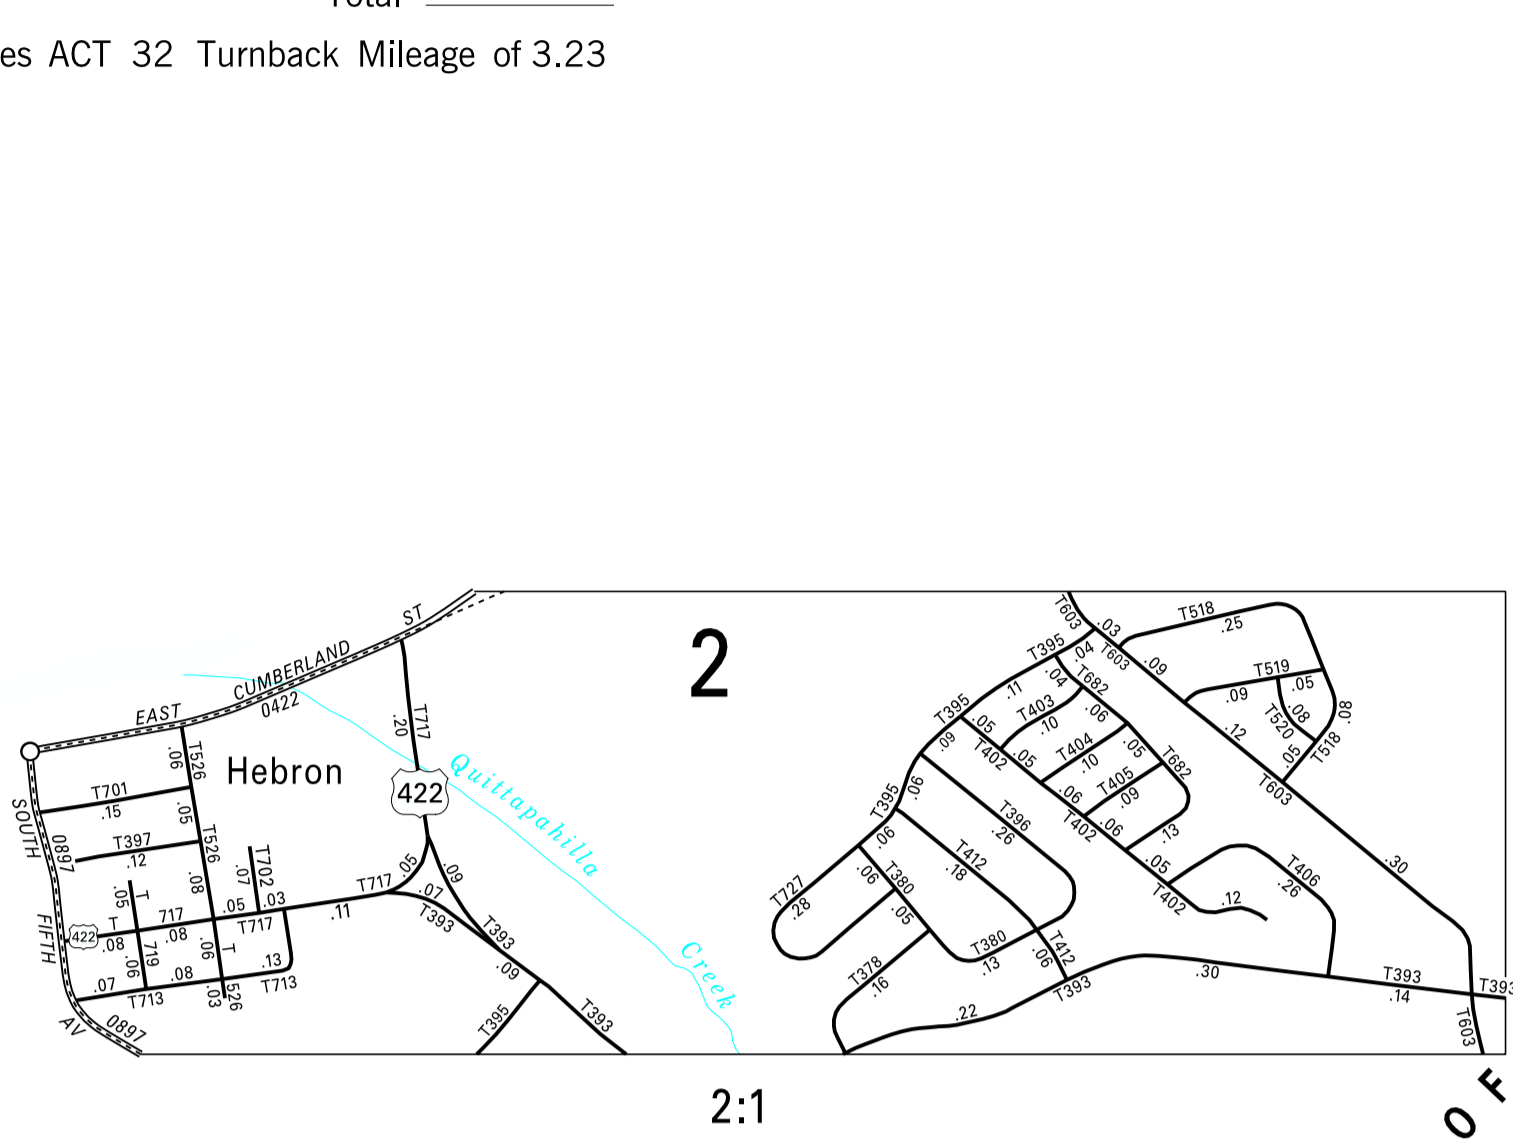 Total
es ACT 32 Turnback Mileage of 3.23
2
EAST CUMBERLAND ST
0422
SOUTH FIFTH AV
0897
0897
Hebron
422
422
Quittapahilla Creek
T526
.06
T701
.15
.05
T397
.12
T526
.08
T717
.20
T702
.07
.05
.03
T717
T717
.11
.05
.09
.07
T393
T393
.09
T395
T393
T 719
.05
.06
T 717
.08
.08
T 526
.06
.03
.07
T713
.08
.13
T713
T603
.03
T603
.09
T518
.25
T519
.09
.05
.08
T520
.08
.05
T518
.12
T603
.30
T395
.04
.04
T682
.11
T403
.10
.06
T395
.05
T402
.09
.05
T404
.10
.05
T682
T405
.09
.06
T402
.06
.13
.05
T402
.12
T406
.26
T395
.06
T396
.26
.06
T412
.18
T380
.06
.05
T727
.28
T380
.13
T412
.06
T378
.16
.22
T393
.30
T393
.14
T393
T603
2:1
O F